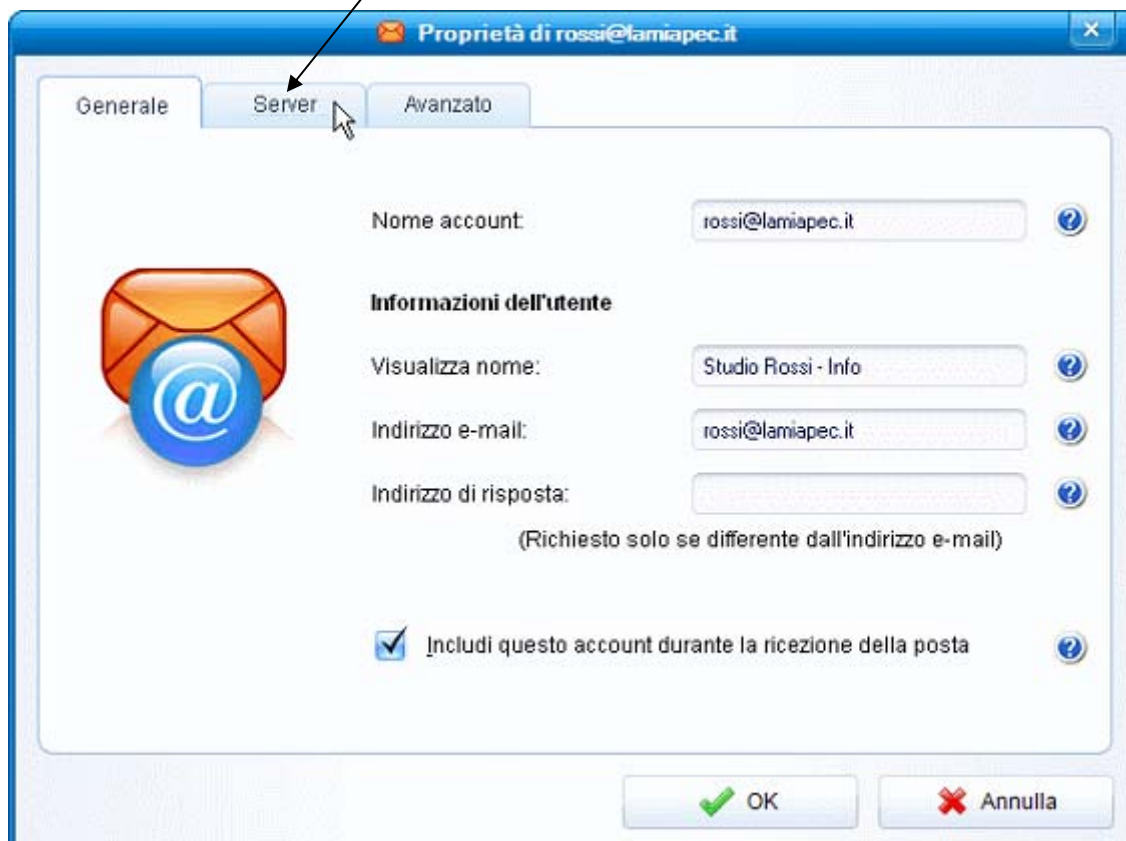 Proprietà di rossi@lamiapec.it
Generale Server Avanzato
Nome account: rossi@lamiapec.it
Informazioni dell'utente
Visualizza nome: Studio Rossi - Info
Indirizzo e-mail: rossi@lamiapec.it
Indirizzo di risposta:
(Richiesto solo se differente dall'indirizzo e-mail)
Includi questo account durante la ricezione della posta
OK Annulla